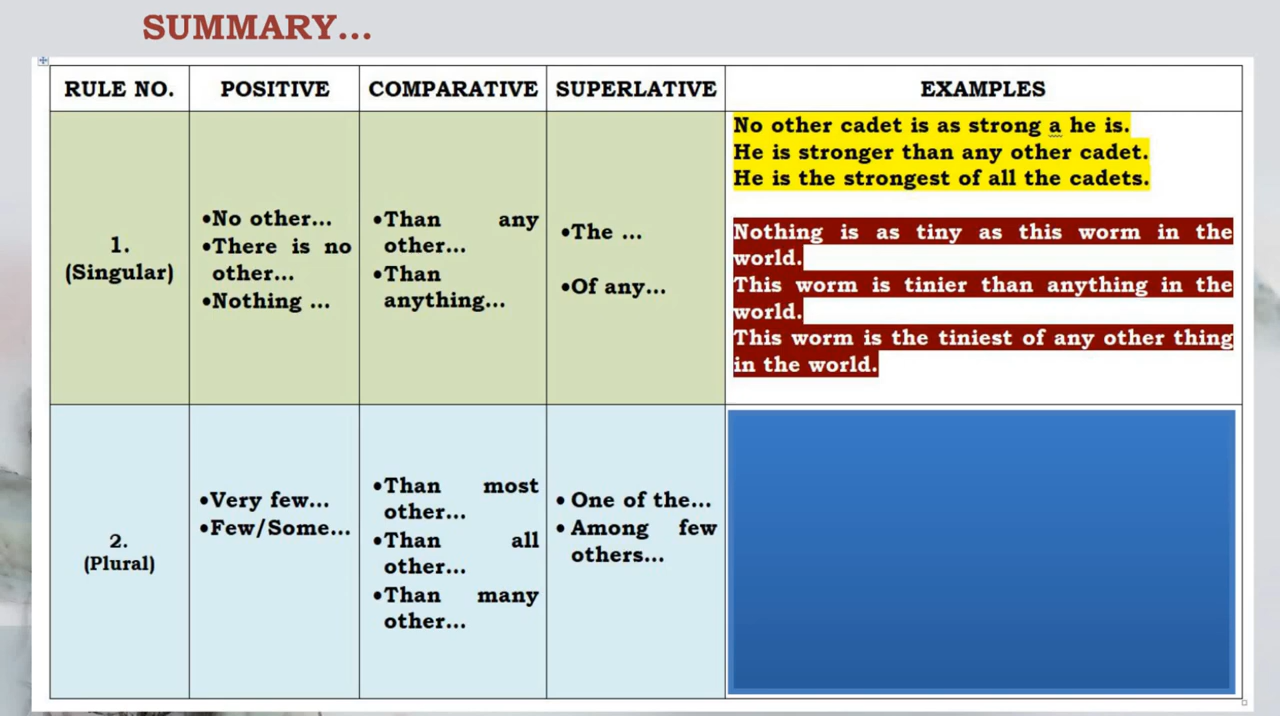 SUMMARY...
RULE NO.
POSITIVE
COMPARATIVE
SUPERLATIVE
EXAMPLES
1.
(Singular)
•No other...
•There is no
other...
•Nothing ...
•Than any
other...
•Than
anything...
•The ...
•Of any...
No other cadet is as strong a he is.
He is stronger than any other cadet.
He is the strongest of all the cadets.
Nothing is as tiny as this worm in the
world.
This worm is tinier than anything in the
world.
This worm is the tiniest of any other thing
in the world.
2.
(Plural)
•Very few...
•Few/Some...
•Than most
other...
•Than all
other...
•Than many
other...
• One of the...
• Among few
others...